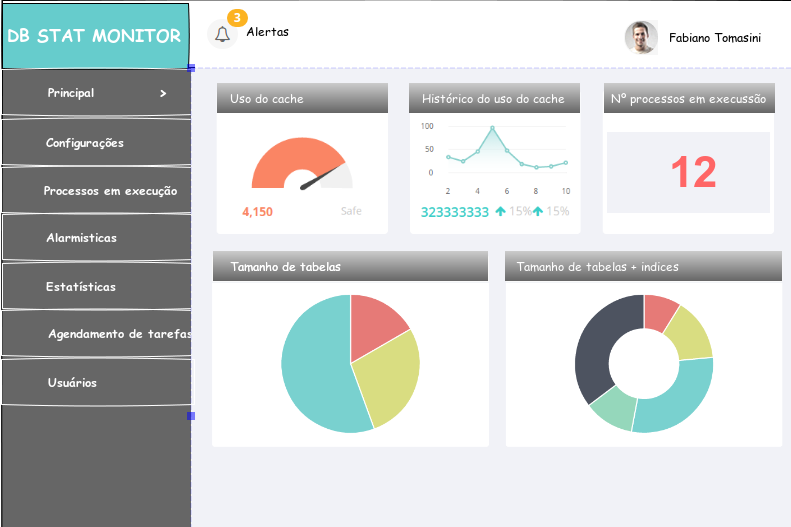 DB STAT MONITOR
3
Alertas
Fabiano Tomasini
Principal >
Configurações
Processos em execução
Alarmisticas
Estatísticas
Agendamento de tarefas
Usuários
Uso do cache
4,150
Safe
Histórico do uso do cache
100
50
0
2 4 6 8 10
323333333 15% 15%
Nº processos em execussão
12
Tamanho de tabelas
Tamanho de tabelas + indices